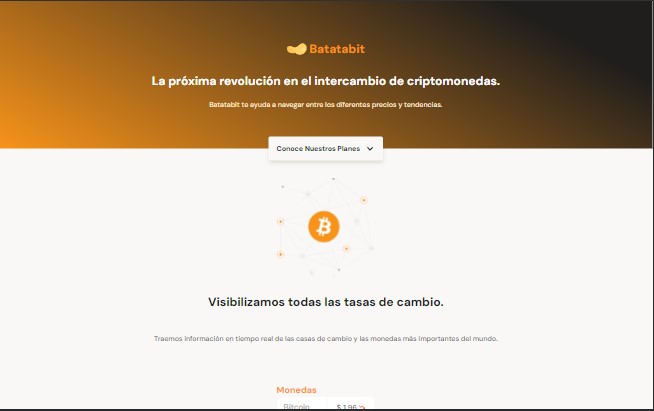 Batatabit
La próxima revolución en el intercambio de criptomonedas.
Batatabit te ayuda a navegar entre los diferentes precios y tendencias.
Conoce Nuestros Planes
Visibilizamos todas las tasas de cambio.
Traemos información en tiempo real de las casas de cambio y las monedas más importantes del mundo.
Monedas
Bitcoin $ 1.96